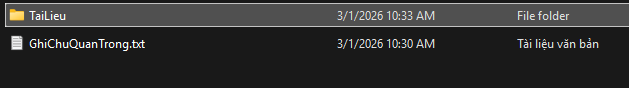 TaiLieu 3/1/2026 10:33 AM File folder
GhiChuQuanTrong.txt 3/1/2026 10:30 AM Tài liệu văn bản